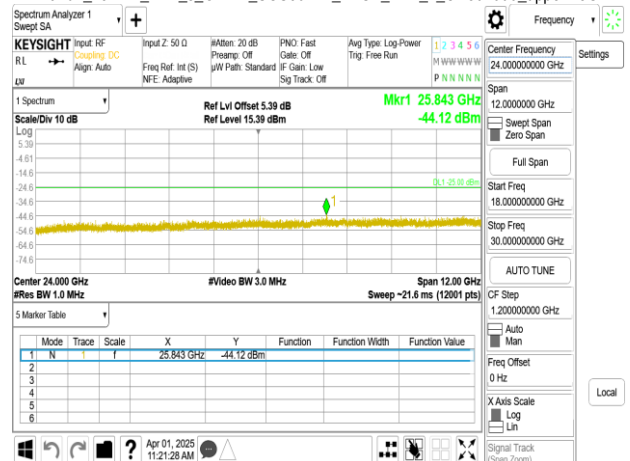 Spectrum Analyzer 1
Swept SA
Frequency
KEYSIGHT
RL
Input: RF
Coupling: DC
Align: Auto
Input Z: 50 Ω
Freq Ref: Int (S)
NFE: Adaptive
#Atten: 20 dB
Preamp: Off
µW Path: Standard
PNO: Fast
Gate: Off
IF Gain: Low
Sig Track: Off
Avg Type: Log-Power
Trig: Free Run
1 2 3 4 5 6
M W W W W W
P N N N N N
1 Spectrum
Scale/Div 10 dB
Ref Lvl Offset 5.39 dB
Ref Level 15.39 dBm
Mkr1 25.843 GHz
-44.12 dBm
Log
5.39
-4.61
-14.6
-24.6
-34.6
-44.6
-54.6
-64.6
-74.6
DL1 -25.00 dBm
1
Center 24.000 GHz
#Res BW 1.0 MHz
#Video BW 3.0 MHz
Span 12.00 GHz
Sweep ~21.6 ms (12001 pts)
5 Marker Table
Mode Trace Scale X Y Function Function Width Function Value
1 N 1 f 25.843 GHz -44.12 dBm
2
3
4
5
6
Apr 01, 2025
11:21:28 AM
Center Frequency
24.000000000 GHz
Settings
Span
12.0000000 GHz
Swept Span
Zero Span
Full Span
Start Freq
18.000000000 GHz
Stop Freq
30.000000000 GHz
AUTO TUNE
CF Step
1.200000000 GHz
Auto
Man
Freq Offset
0 Hz
X Axis Scale
Log
Lin
Local
Signal Track
(Span Zoom)